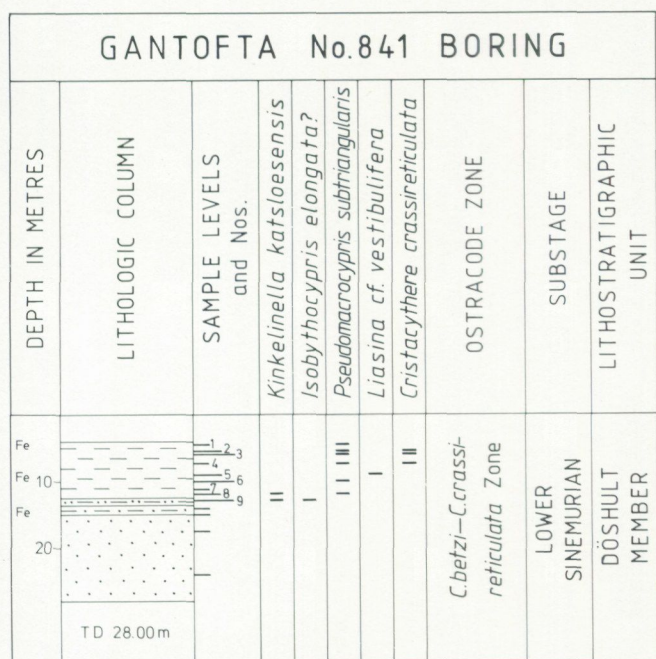 GANTOFTA No.841 BORING
DEPTH IN METRES
LITHOLOGIC COLUMN
SAMPLE LEVELS
and Nos.
Kinkelinella katsloesensis
Isobythocypris elongata?
Pseudomacrocypris subtriangularis
Liasina cf. vestibulifera
Cristacythere crassireticulata
OSTRACODE ZONE
SUBSTAGE
LITHOSTRATIGRAPHIC
UNIT
Fe
1
2
3
4
Fe
10
5
6
7
8
9
Fe
20
C.betzi–C.crassi-
reticulata Zone
LOWER
SINEMURIAN
DÖSHULT
MEMBER
TD 28.00m